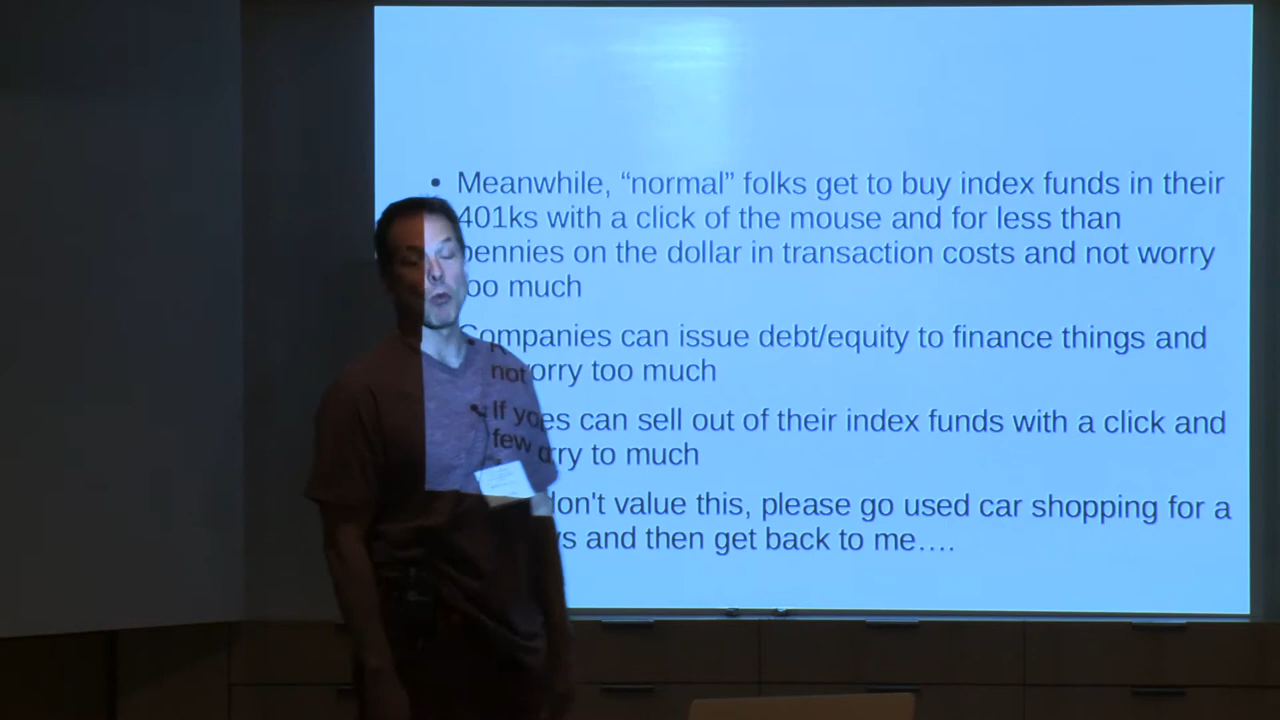 • Meanwhile, “normal” folks get to buy index funds in their
401ks with a click of the mouse and for less than
pennies on the dollar in transaction costs and not worry
too much
• Companies can issue debt/equity to finance things and
not worry too much
can sell out of their index funds with a click and
to much
• If you don't value this, please go used car shopping for a
few days and then get back to me….